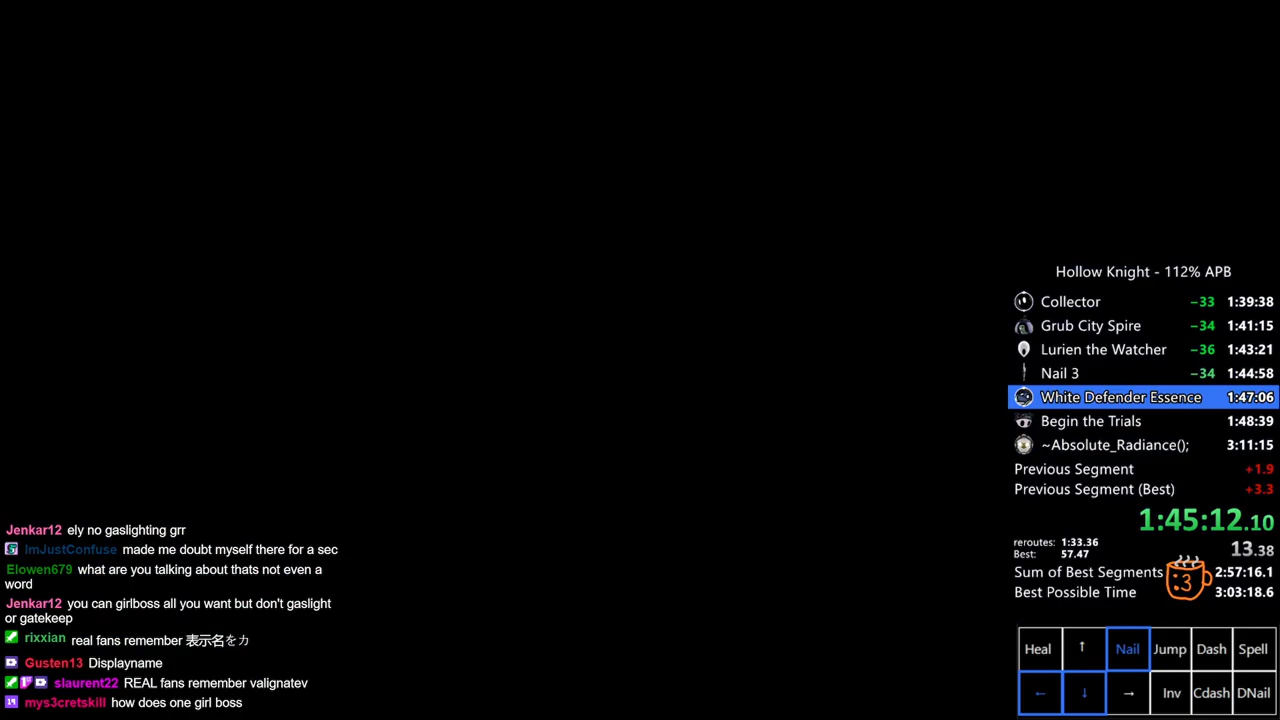 Hollow Knight - 112% APB
Collector -33 1:39:38
Grub City Spire -34 1:41:15
Lurien the Watcher -36 1:43:21
Nail 3 -34 1:44:58
White Defender Essence 1:47:06
Begin the Trials 1:48:39
~Absolute_Radiance(); 3:11:15
Previous Segment +1.9
Previous Segment (Best) +3.3
1:45:12.10
reroutes: 1:33.36 13.38
Best: 57.47
Sum of Best Segments 2:57:16.1
Best Possible Time 3:03:18.6
:3
Jenkar12 ely no gaslighting grr
ImJustConfuse made me doubt myself there for a sec
Elowen679 what are you talking about thats not even a
word
Jenkar12 you can girlboss all you want but don't gaslight
or gatekeep
rixxian real fans remember 表示名をカ
Gusten13 Displayname
slaurent22 REAL fans remember valignatev
mys3cretskill how does one girl boss
Heal ↑ Nail Jump Dash Spell
← ↓ → Inv Cdash DNail